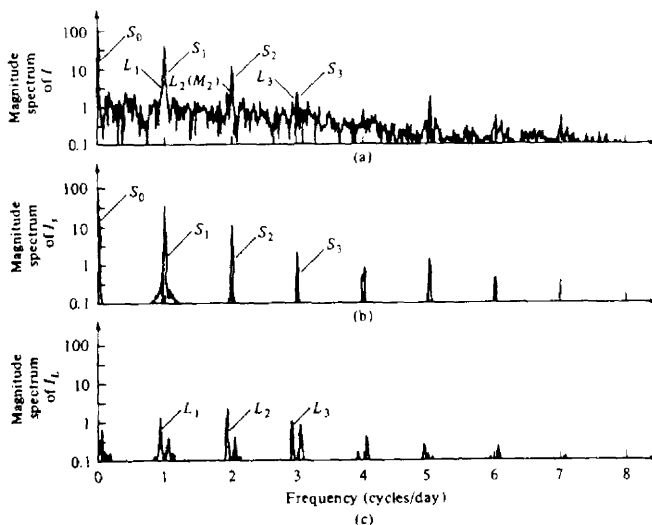 Magnitude spectrum of I
100
10
1
0.1
S₀
L₁
S₁
L₂(M₂)
S₂
L₃
S₃
(a)
Magnitude spectrum of Iₛ
100
10
1
0.1
S₀
S₁
S₂
S₃
(b)
Magnitude spectrum of I_L
100
10
1
0.1
L₁
L₂
L₃
0 1 2 3 4 5 6 7 8
Frequency (cycles/day)
(c)